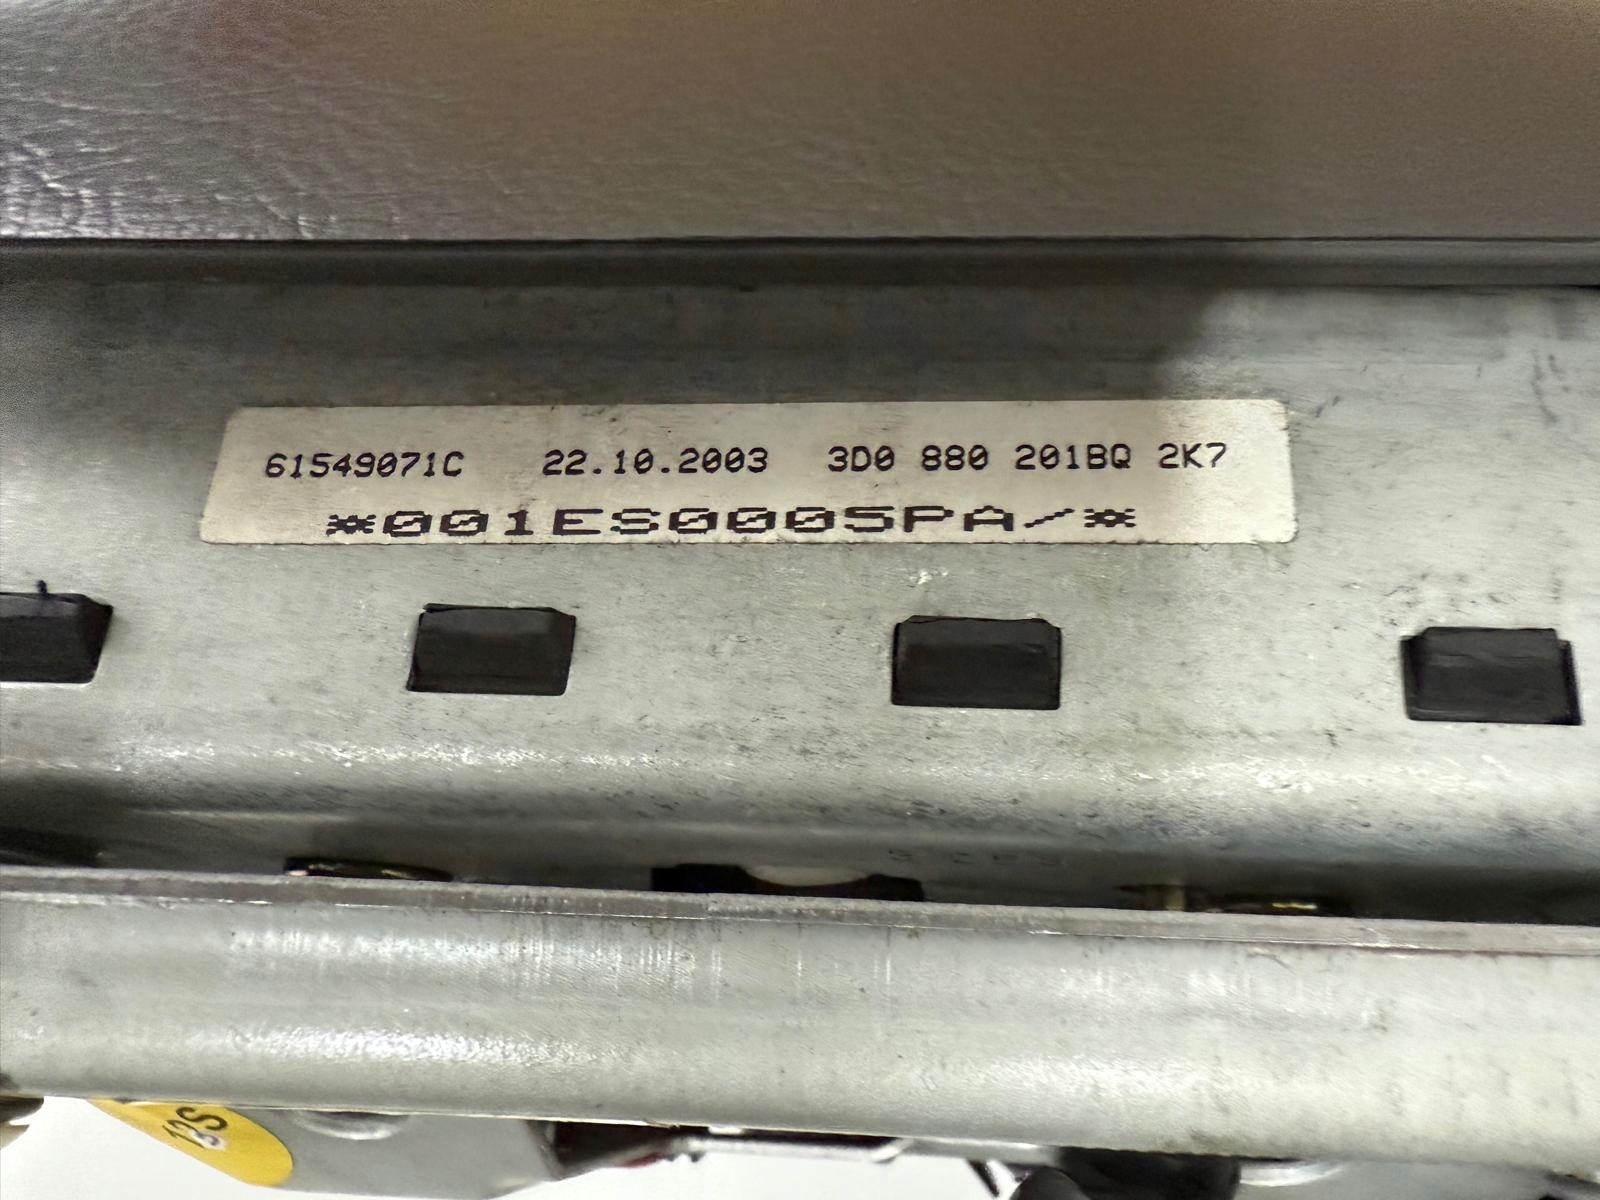 61549071C 22.10.2003 3D0 880 201BQ 2K7
*001ES0005PA/*